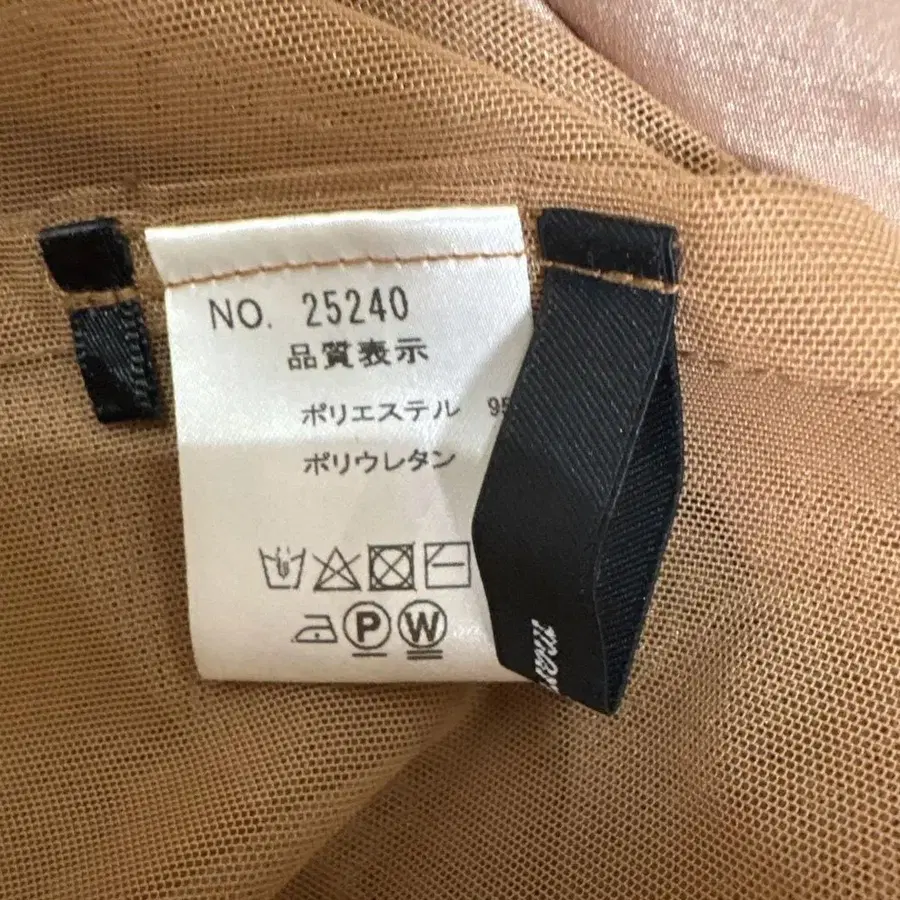 NO. 25240
品質表示
ポリエステル 95
ポリウレタン
P W